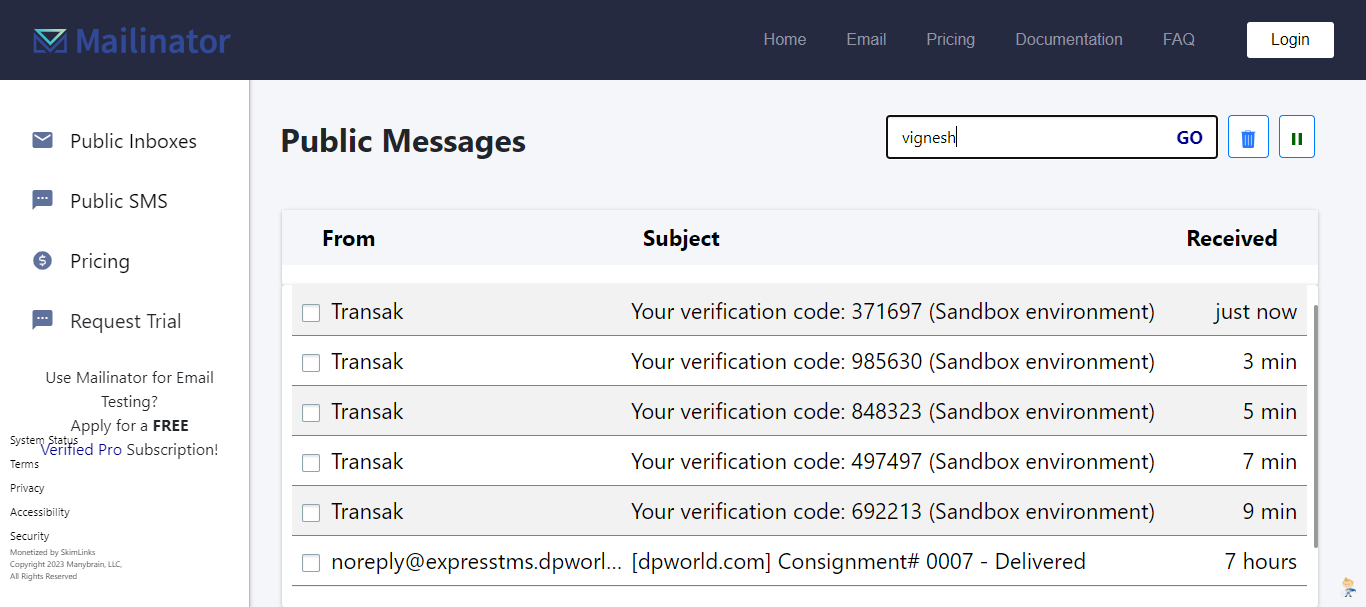 Mailinator
Home Email Pricing Documentation FAQ Login
Public Inboxes
Public SMS
Pricing
Request Trial
Use Mailinator for Email
Testing?
Apply for a FREE
Verified Pro Subscription!
System Status
Terms
Privacy
Accessibility
Security
Monetized by SkimLinks
Copyright 2023 Manybrain, LLC,
All Rights Reserved
Public Messages
vignesh GO
From Subject Received
Transak Your verification code: 371697 (Sandbox environment) just now
Transak Your verification code: 985630 (Sandbox environment) 3 min
Transak Your verification code: 848323 (Sandbox environment) 5 min
Transak Your verification code: 497497 (Sandbox environment) 7 min
Transak Your verification code: 692213 (Sandbox environment) 9 min
noreply@expresstms.dpworl... [dpworld.com] Consignment# 0007 - Delivered 7 hours